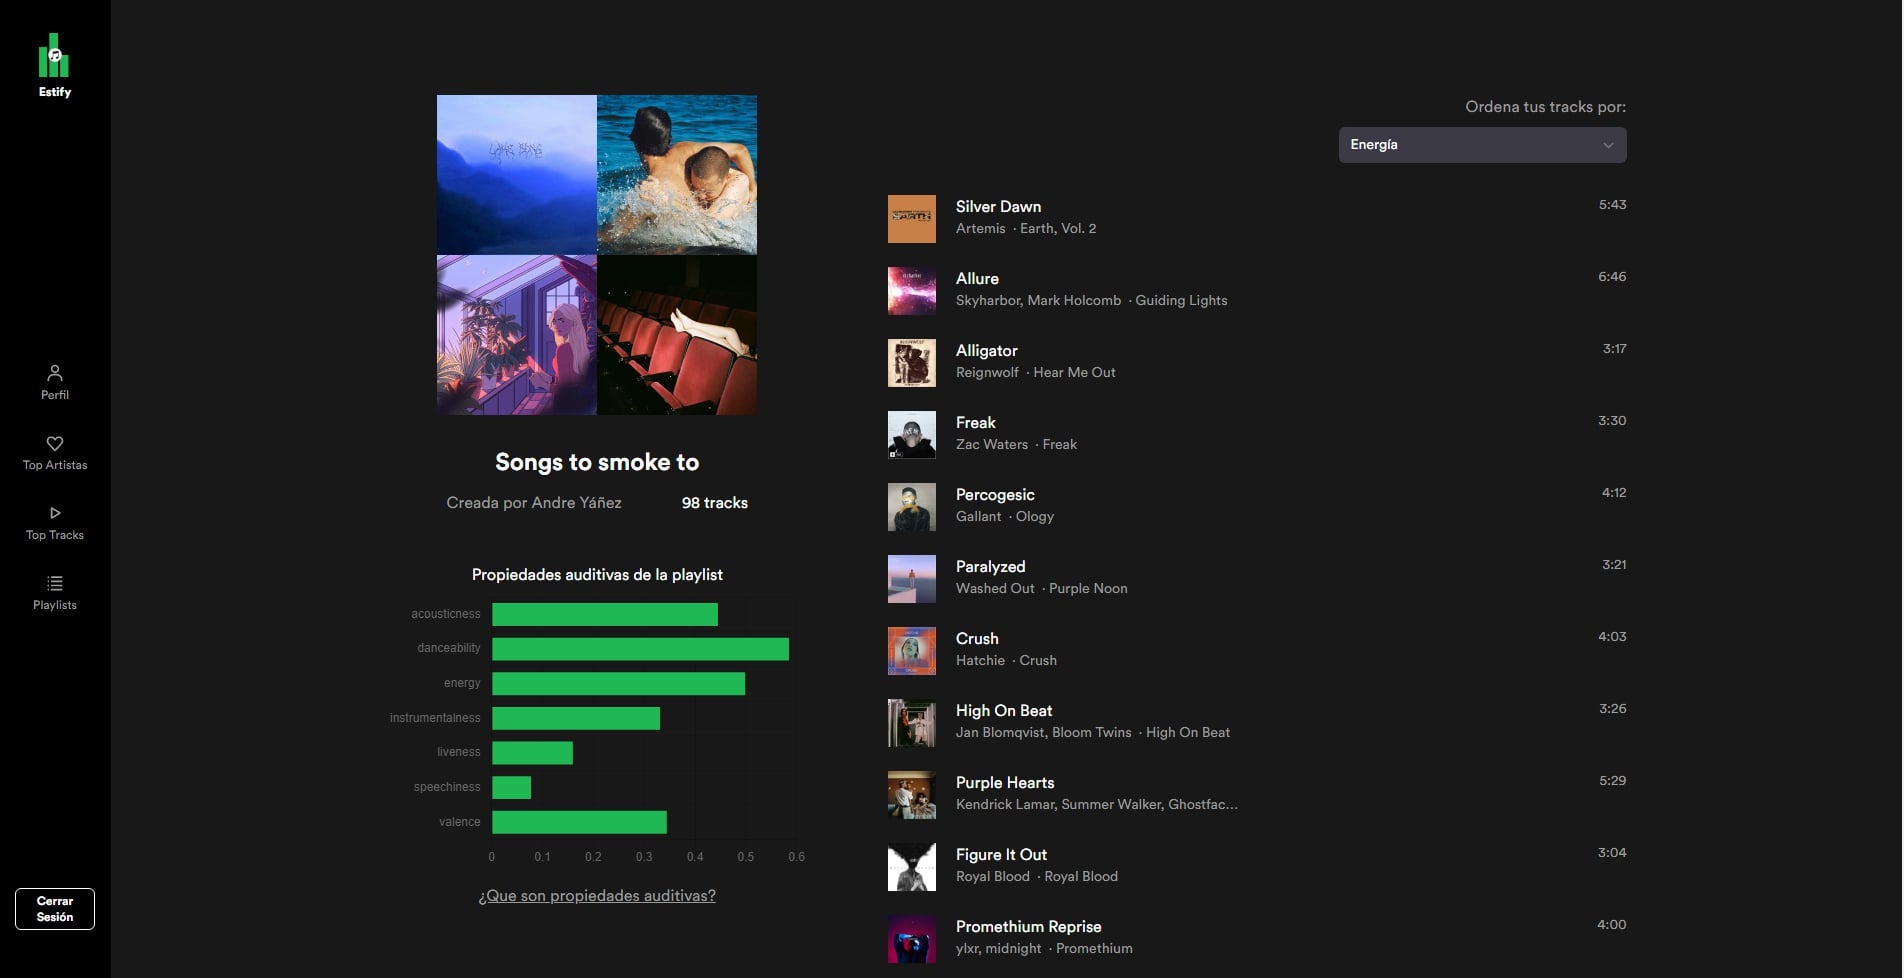 Estify
Perfil
Top Artistas
Top Tracks
Playlists
Cerrar
Sesión
Songs to smoke to
Creada por Andre Yáñez
98 tracks
Propiedades auditivas de la playlist
acousticness
danceability
energy
instrumentalness
liveness
speechiness
valence
0 0.1 0.2 0.3 0.4 0.5 0.6
¿Que son propiedades auditivas?
Ordena tus tracks por:
Energía
Silver Dawn
5:43
Artemis · Earth, Vol. 2
Allure
6:46
Skyharbor, Mark Holcomb · Guiding Lights
Alligator
3:17
Reignwolf · Hear Me Out
Freak
3:30
Zac Waters · Freak
Percogesic
4:12
Gallant · Ology
Paralyzed
3:21
Washed Out · Purple Noon
Crush
4:03
Hatchie · Crush
High On Beat
3:26
Jan Blomqvist, Bloom Twins · High On Beat
Purple Hearts
5:29
Kendrick Lamar, Summer Walker, Ghostfac...
Figure It Out
3:04
Royal Blood · Royal Blood
Promethium Reprise
4:00
ylxr, midnight · Promethium